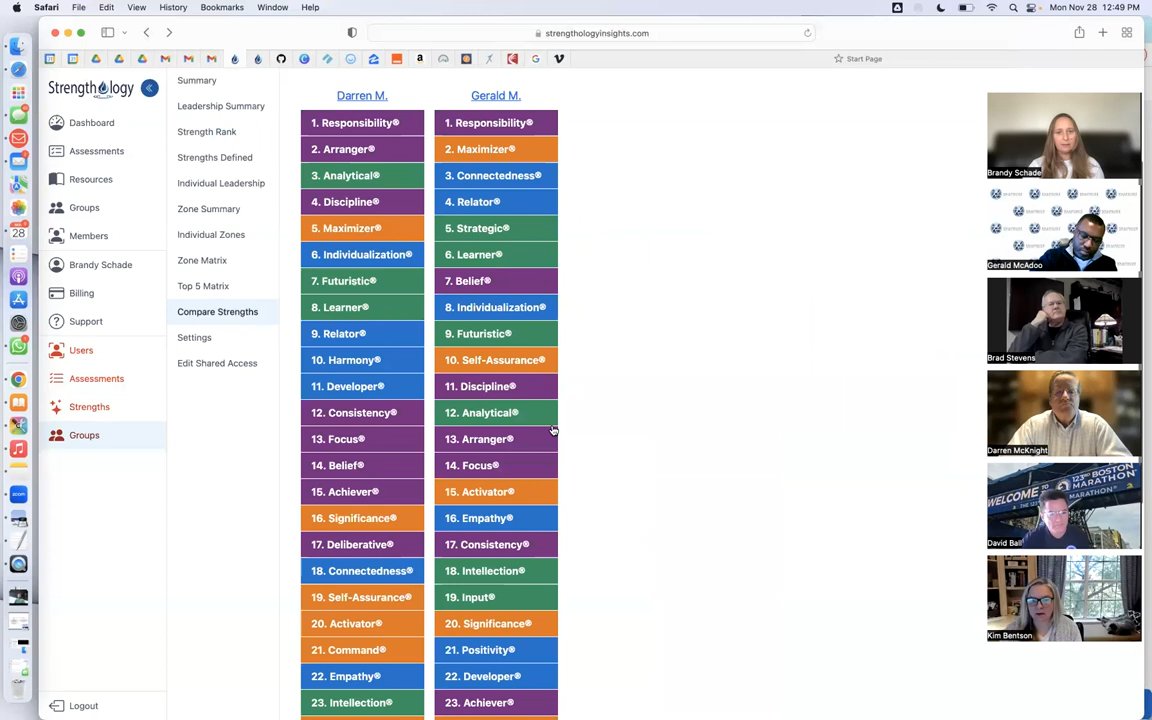 Safari File Edit View History Bookmarks Window Help
Mon Nov 28 12:49 PM
strengthologyinsights.com
Start Page
Strengthology
Dashboard
Assessments
Resources
Groups
Members
Brandy Schade
Billing
Support
Users
Assessments
Strengths
Groups
Logout
Summary
Leadership Summary
Strength Rank
Strengths Defined
Individual Leadership
Zone Summary
Individual Zones
Zone Matrix
Top 5 Matrix
Compare Strengths
Settings
Edit Shared Access
Darren M.
1. Responsibility®
2. Arranger®
3. Analytical®
4. Discipline®
5. Maximizer®
6. Individualization®
7. Futuristic®
8. Learner®
9. Relator®
10. Harmony®
11. Developer®
12. Consistency®
13. Focus®
14. Belief®
15. Achiever®
16. Significance®
17. Deliberative®
18. Connectedness®
19. Self-Assurance®
20. Activator®
21. Command®
22. Empathy®
23. Intellection®
Gerald M.
1. Responsibility®
2. Maximizer®
3. Connectedness®
4. Relator®
5. Strategic®
6. Learner®
7. Belief®
8. Individualization®
9. Futuristic®
10. Self-Assurance®
11. Discipline®
12. Analytical®
13. Arranger®
14. Focus®
15. Activator®
16. Empathy®
17. Consistency®
18. Intellection®
19. Input®
20. Significance®
21. Positivity®
22. Developer®
23. Achiever®
Brandy Schade
Gerald McAdoo
Brad Stevens
Darren McKnight
WELCOME TO
123RD BOSTON
MARATHON®
David Ball
Kim Bentson